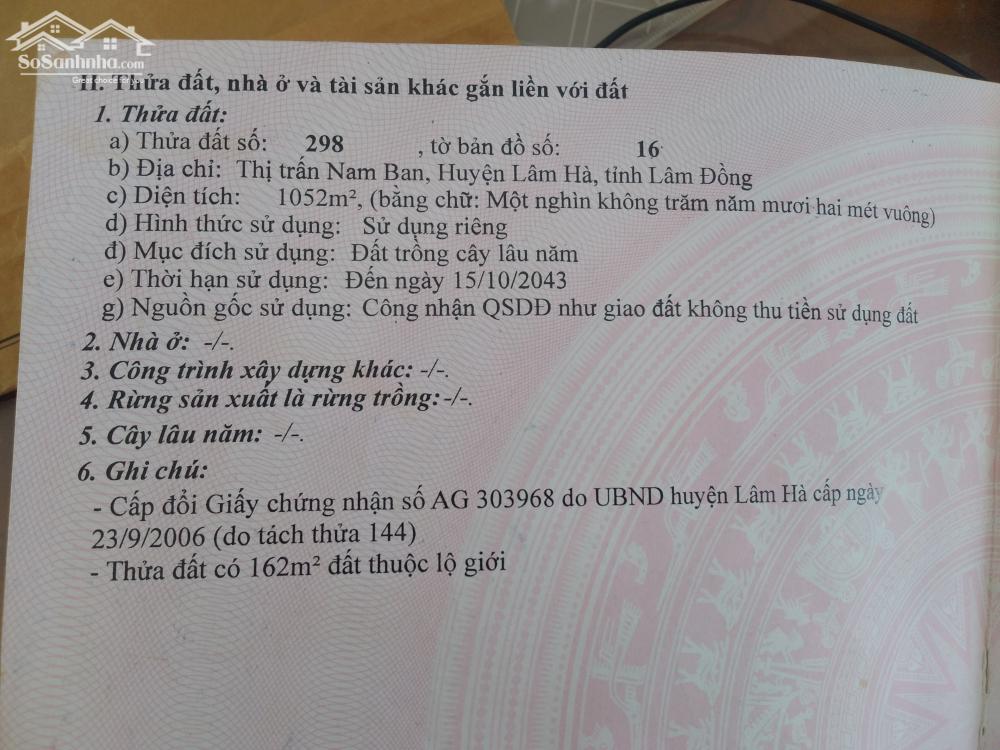 SoSanhnha.com
Great choice for you
II. Thửa đất, nhà ở và tài sản khác gắn liền với đất
1. Thửa đất:
a) Thửa đất số: 298 , tờ bản đồ số: 16
b) Địa chỉ: Thị trấn Nam Ban, Huyện Lâm Hà, tỉnh Lâm Đồng
c) Diện tích: 1052m², (bằng chữ: Một nghìn không trăm năm mươi hai mét vuông)
d) Hình thức sử dụng: Sử dụng riêng
đ) Mục đích sử dụng: Đất trồng cây lâu năm
e) Thời hạn sử dụng: Đến ngày 15/10/2043
g) Nguồn gốc sử dụng: Công nhận QSDĐ như giao đất không thu tiền sử dụng đất
2. Nhà ở: -/-.
3. Công trình xây dựng khác: -/-.
4. Rừng sản xuất là rừng trồng: -/-.
5. Cây lâu năm: -/-.
6. Ghi chú:
- Cấp đổi Giấy chứng nhận số AG 303968 do UBND huyện Lâm Hà cấp ngày
23/9/2006 (do tách thửa 144)
- Thửa đất có 162m² đất thuộc lộ giới